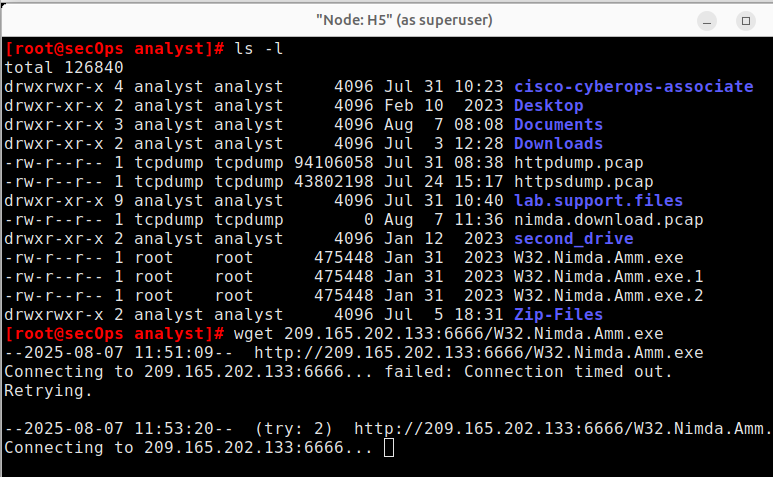 "Node: H5" (as superuser)
[root@secOps analyst]# ls -l
total 126840
drwxrwxr-x 4 analyst analyst     4096 Jul 31 10:23 cisco-cyberops-associate
drwxr-xr-x 2 analyst analyst     4096 Feb 10  2023 Desktop
drwxr-xr-x 3 analyst analyst     4096 Aug  7 08:08 Documents
drwxr-xr-x 2 analyst analyst     4096 Jul  3 12:28 Downloads
-rw-r--r-- 1 tcpdump tcpdump 94106058 Jul 31 08:38 httpdump.pcap
-rw-r--r-- 1 tcpdump tcpdump 43802198 Jul 24 15:17 httpsdump.pcap
drwxr-xr-x 9 analyst analyst     4096 Jul 31 10:40 lab.support.files
-rw-r--r-- 1 tcpdump tcpdump        0 Aug  7 11:36 nimda.download.pcap
drwxr-xr-x 2 analyst analyst     4096 Jan 12  2023 second_drive
-rw-r--r-- 1 root    root      475448 Jan 31  2023 W32.Nimda.Amm.exe
-rw-r--r-- 1 root    root      475448 Jan 31  2023 W32.Nimda.Amm.exe.1
-rw-r--r-- 1 root    root      475448 Jan 31  2023 W32.Nimda.Amm.exe.2
drwxrwxr-x 2 analyst analyst     4096 Jul  5 18:31 Zip-Files
[root@secOps analyst]# wget 209.165.202.133:6666/W32.Nimda.Amm.exe
--2025-08-07 11:51:09--  http://209.165.202.133:6666/W32.Nimda.Amm.exe
Connecting to 209.165.202.133:6666... failed: Connection timed out.
Retrying.
--2025-08-07 11:53:20--  (try: 2)  http://209.165.202.133:6666/W32.Nimda.Amm.
Connecting to 209.165.202.133:6666...